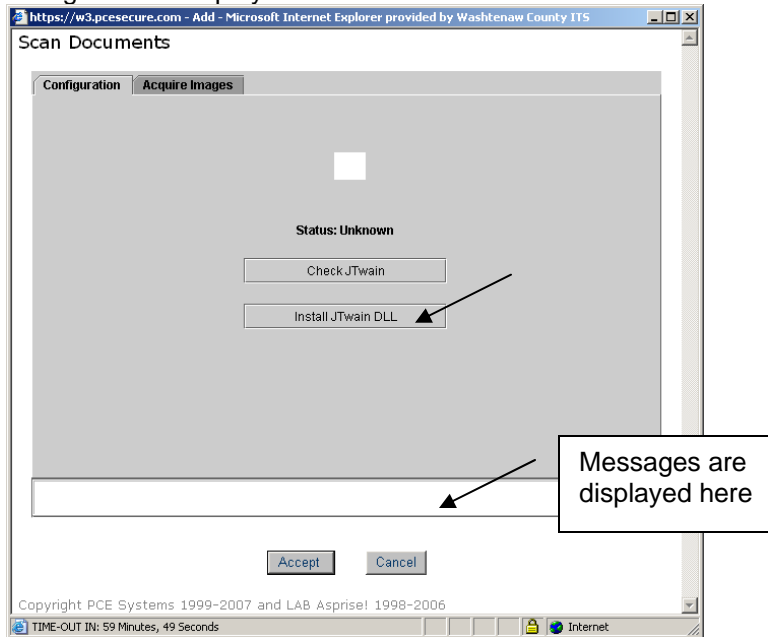 https://w3.pcesecure.com - Add - Microsoft Internet Explorer provided by Washtenaw County ITS
Scan Documents
Configuration Acquire Images
Status: Unknown
Check JTwain
Install JTwain DLL
Messages are
displayed here
Accept Cancel
Copyright PCE Systems 1999-2007 and LAB Asprise! 1998-2006
TIME-OUT IN: 59 Minutes, 49 Seconds Internet